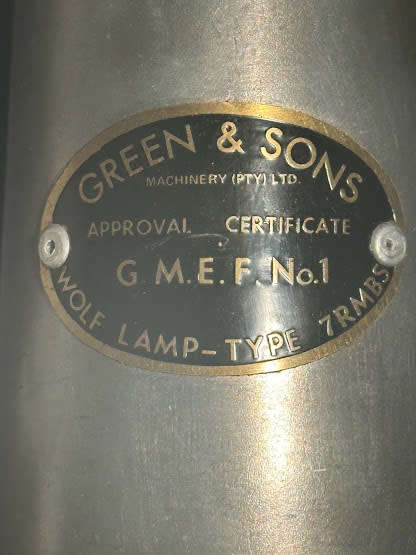 GREEN & SONS
MACHINERY (PTY) LTD.
APPROVAL CERTIFICATE
G.M.E.F. No.1
WOLF LAMP-TYPE 7RMBS